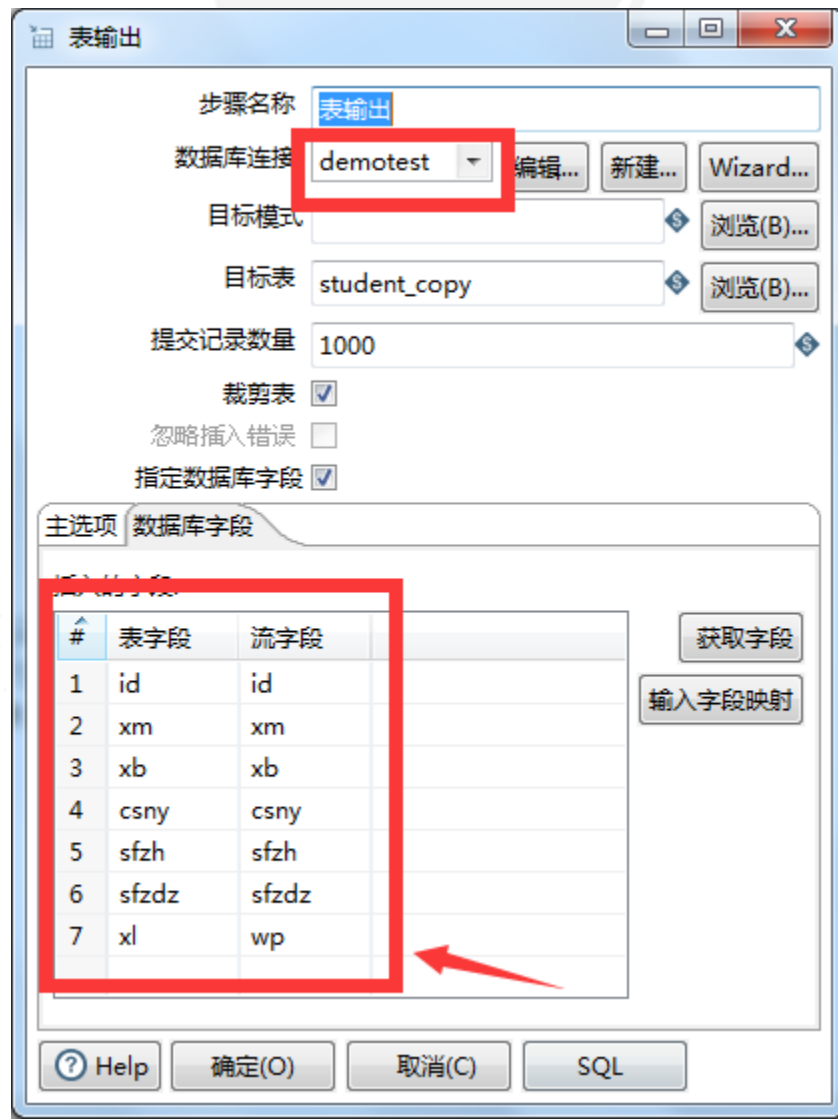 表输出
步骤名称 表输出
数据库连接 demotest 编辑... 新建... Wizard...
目标模式 浏览(B)...
目标表 student_copy 浏览(B)...
提交记录数量 1000
裁剪表
忽略插入错误
指定数据库字段
主选项 数据库字段
插入的字段:
# 表字段 流字段 获取字段
1 id id 输入字段映射
2 xm xm
3 xb xb
4 csny csny
5 sfzh sfzh
6 sfzdz sfzdz
7 xl wp
Help 确定(O) 取消(C) SQL